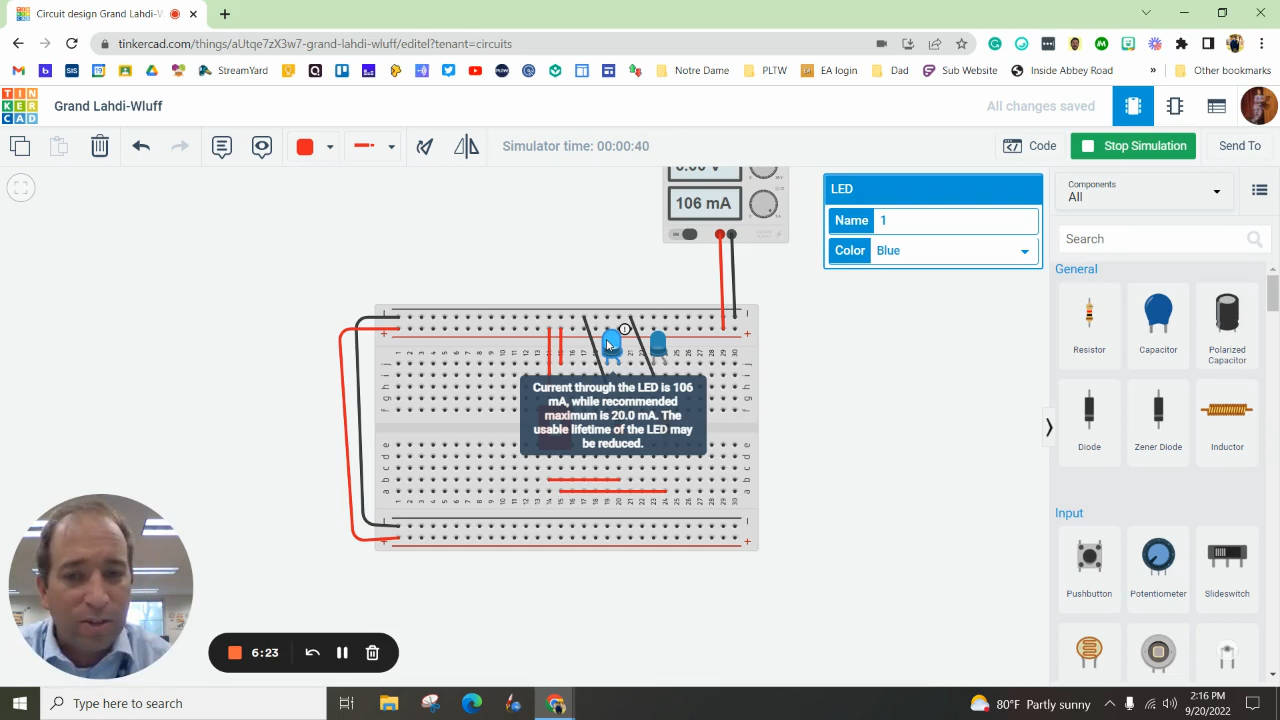 Circuit design Grand Lahdi-W
tinkercad.com/things/aUtqe7zX3w7-grand-lahdi-wluff/editel?tenant=circuits
StreamYard
Notre Dame
PLTW
EA login
Dad
Sub Website
Inside Abbey Road
»
Other bookmarks
TIN
KER
CAD
Grand Lahdi-Wluff
All changes saved
Simulator time: 00:00:40
Code
Stop Simulation
Send To
106 mA
LED
Name 1
Color Blue
Components
All
Search
General
Resistor
Capacitor
Polarized
Capacitor
Diode
Zener Diode
Inductor
Input
Pushbutton
Potentiometer
Slideswitch
Current through the LED is 106
mA, while recommended
maximum is 20.0 mA. The
usable lifetime of the LED may
be reduced.
6:23
Type here to search
80°F Partly sunny
2:16 PM
9/20/2022